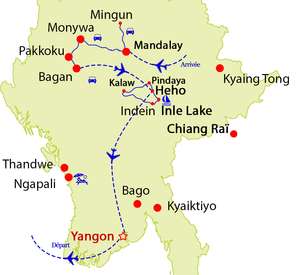 Mingun
Monywa
Mandalay
Pakkoku
Arrivée
Bagan
Pindaya
Kyaing Tong
Kalaw
Heho
Indein
Inle Lake
Chiang Rai
Thandwe
Ngapali
Bago
Kyaiktiyo
Yangon
Départ